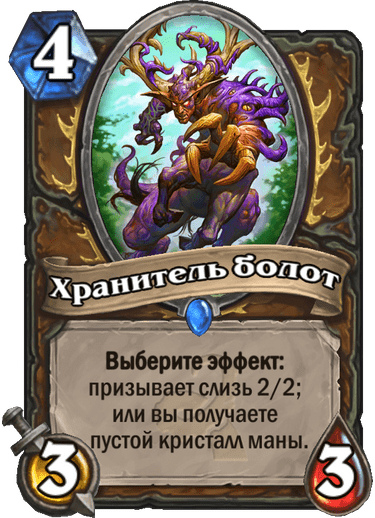 4
Хранитель болот
Выберите эффект:
призывает слизь 2/2;
или вы получаете
пустой кристалл маны.
3 3